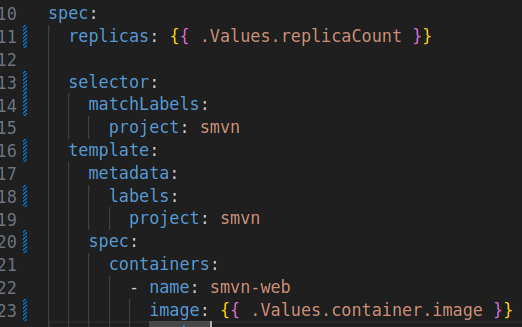 10 spec:
11 replicas: {{ .Values.replicaCount }}
12
13 selector:
14 matchLabels:
15 project: smvn
16 template:
17 metadata:
18 labels:
19 project: smvn
20 spec:
21 containers:
22 - name: smvn-web
23 image: {{ .Values.container.image }}